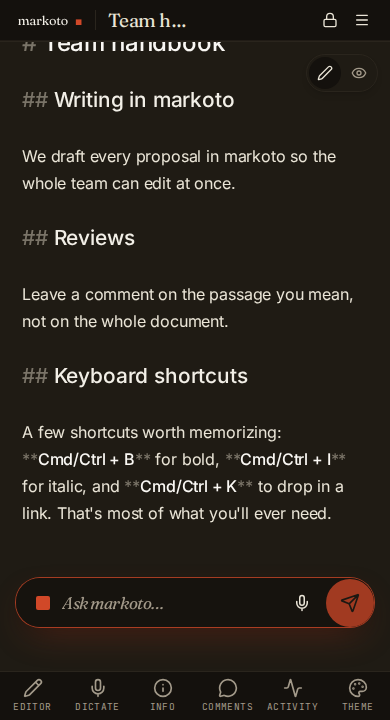 markoto
Team h...
# Team handbook
## Writing in markoto
We draft every proposal in markoto so the
whole team can edit at once.
## Reviews
Leave a comment on the passage you mean,
not on the whole document.
## Keyboard shortcuts
A few shortcuts worth memorizing:
**Cmd/Ctrl + B** for bold, **Cmd/Ctrl + I**
for italic, and **Cmd/Ctrl + K** to drop in a
link. That's most of what you'll ever need.
Ask markoto...
EDITOR
DICTATE
INFO
COMMENTS
ACTIVITY
THEME